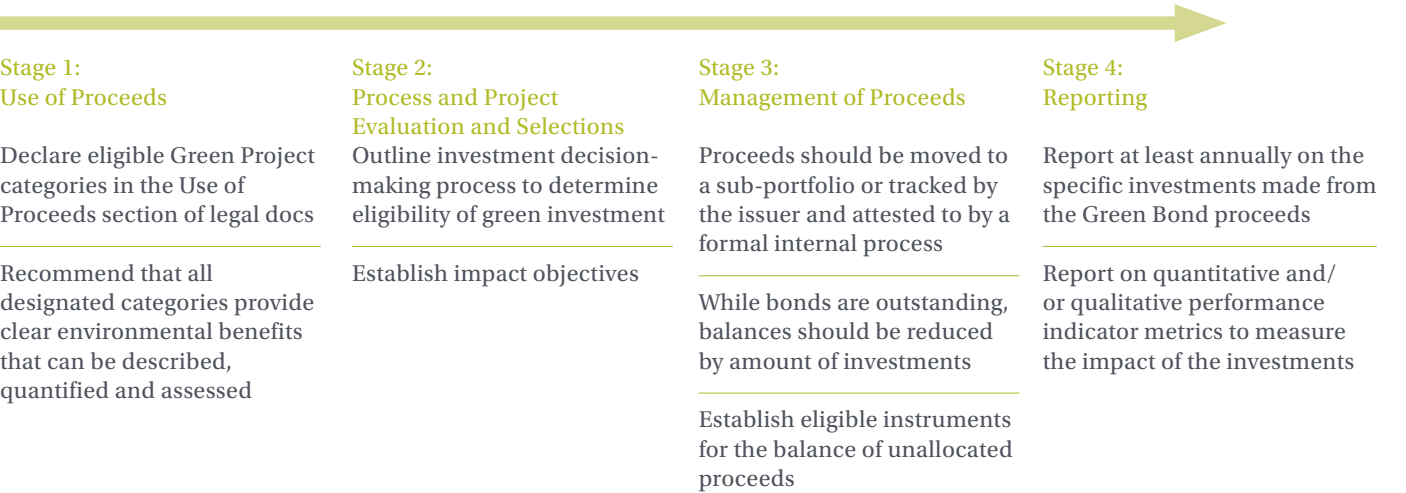 Stage 1:
Use of Proceeds
Declare eligible Green Project
categories in the Use of
Proceeds section of legal docs
Recommend that all
designated categories provide
clear environmental benefits
that can be described,
quantified and assessed
Stage 2:
Process and Project
Evaluation and Selections
Outline investment decision-
making process to determine
eligibility of green investment
Establish impact objectives
Stage 3:
Management of Proceeds
Proceeds should be moved to
a sub-portfolio or tracked by
the issuer and attested to by a
formal internal process
While bonds are outstanding,
balances should be reduced
by amount of investments
Establish eligible instruments
for the balance of unallocated
proceeds
Stage 4:
Reporting
Report at least annually on the
specific investments made from
the Green Bond proceeds
Report on quantitative and/
or qualitative performance
indicator metrics to measure
the impact of the investments